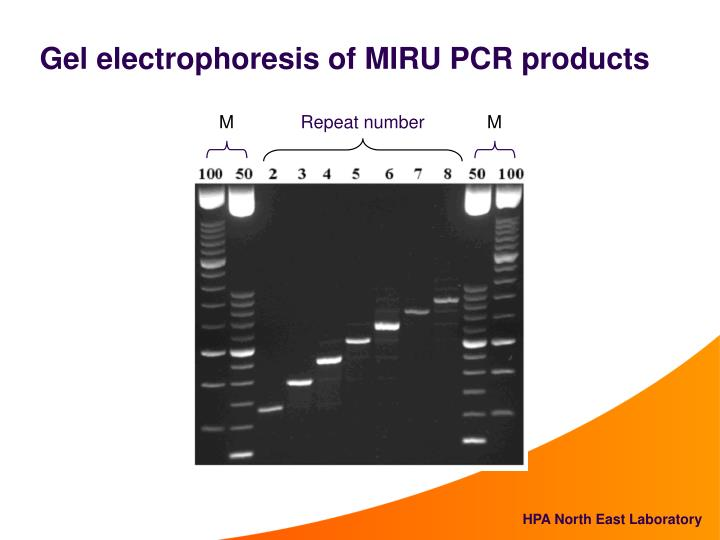 Gel electrophoresis of MIRU PCR products
M Repeat number M
100 50 2 3 4 5 6 7 8 50 100
HPA North East Laboratory